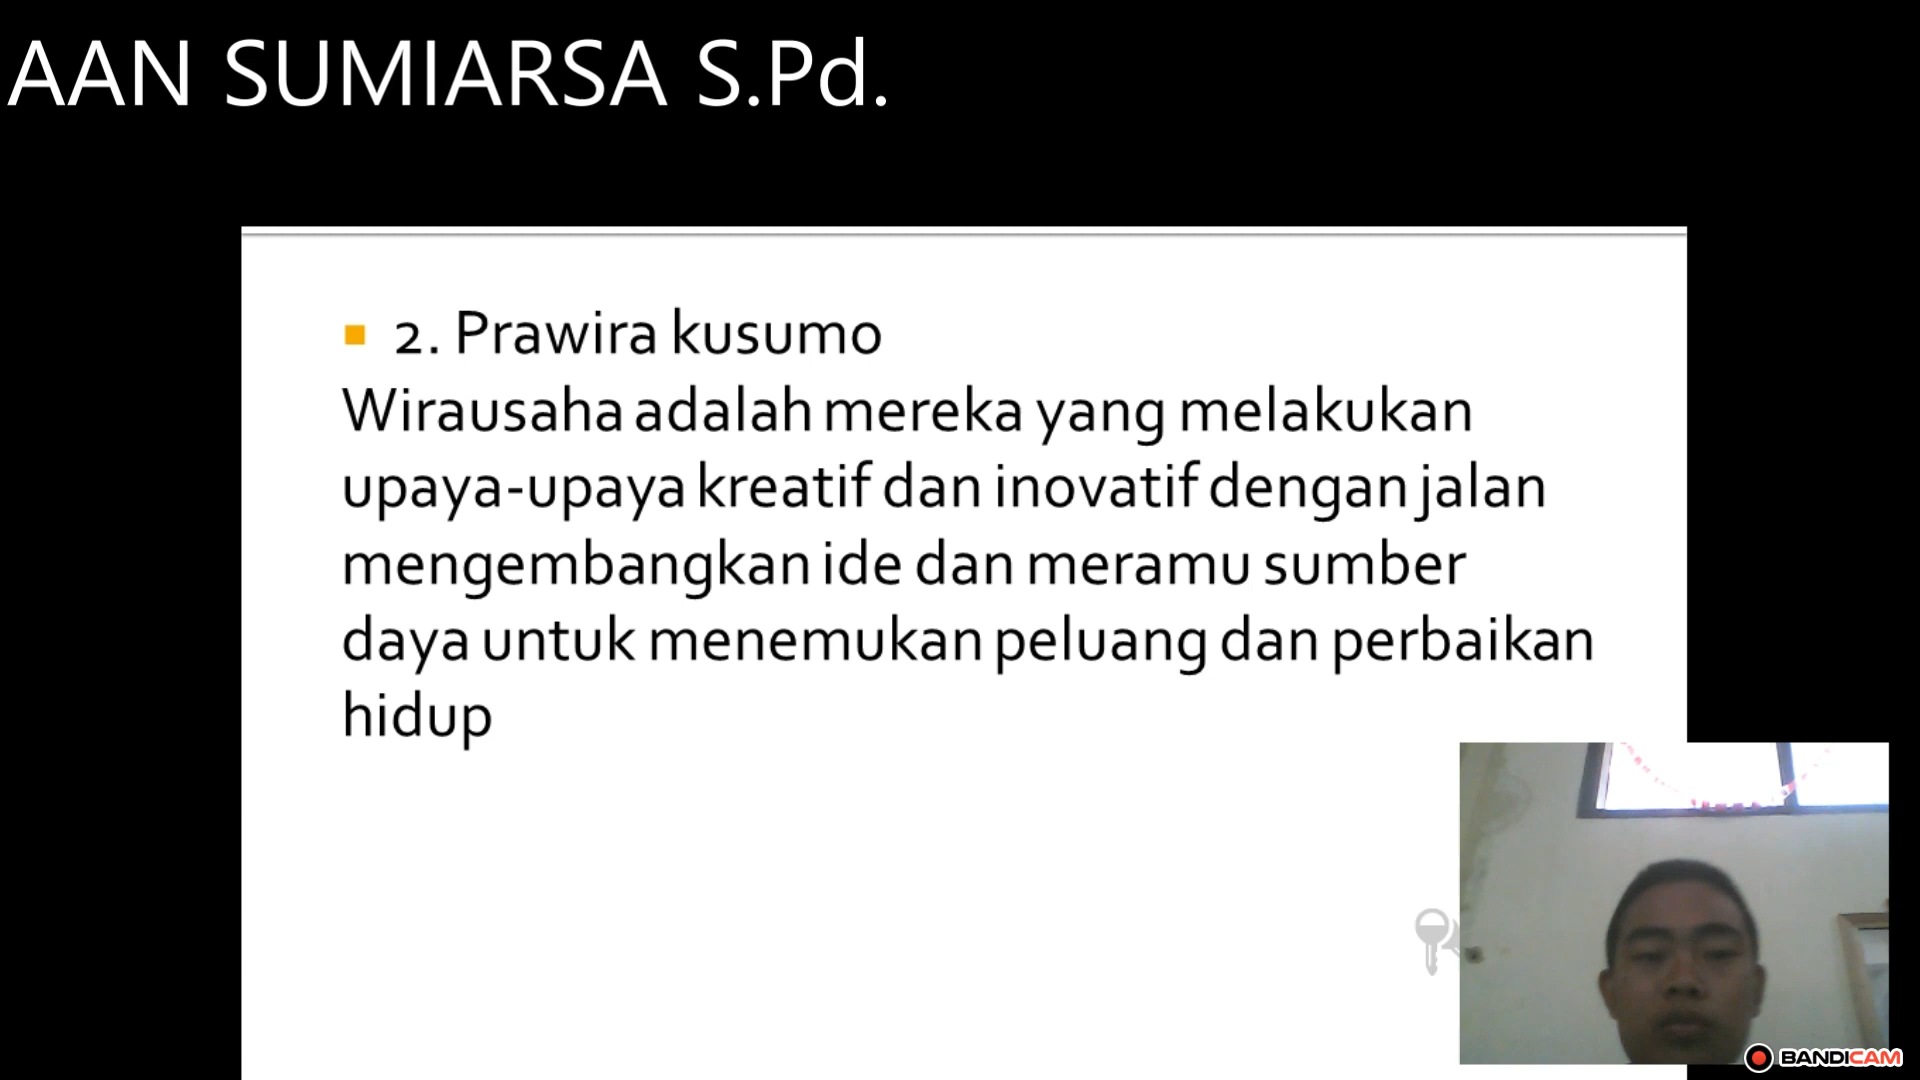 AAN SUMIARSA S.Pd.
2. Prawira kusumo
Wirausaha adalah mereka yang melakukan
upaya-upaya kreatif dan inovatif dengan jalan
mengembangkan ide dan meramu sumber
daya untuk menemukan peluang dan perbaikan
hidup
BANDICAM